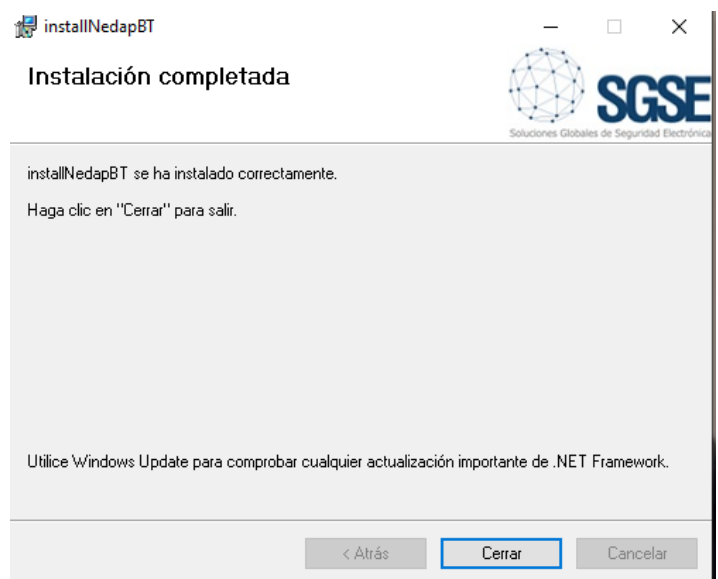 installNedapBT
Instalación completada
SGSE
Soluciones Globales de Seguridad Electrónica
installNedapBT se ha instalado correctamente.
Haga clic en "Cerrar" para salir.
Utilice Windows Update para comprobar cualquier actualización importante de .NET Framework.
< Atrás
Cerrar
Cancelar